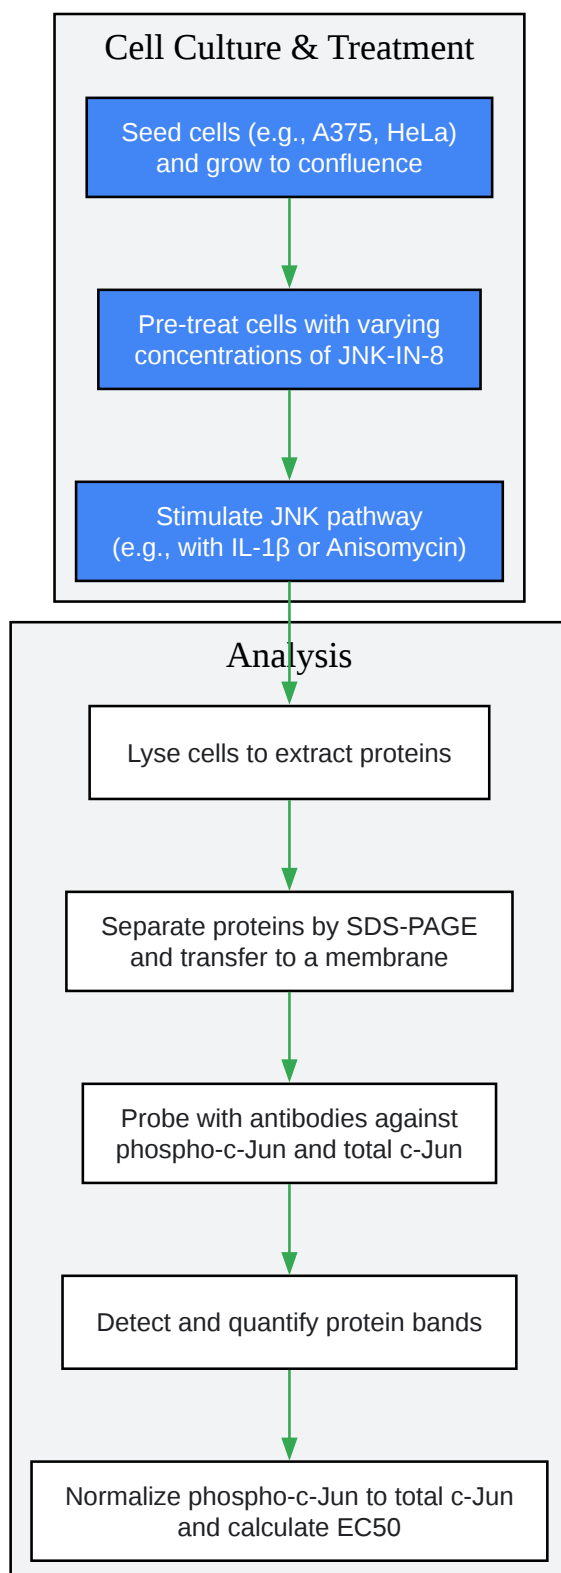 Cell Culture & Treatment
Seed cells (e.g., A375, HeLa)
and grow to confluence
Pre-treat cells with varying
concentrations of JNK-IN-8
Stimulate JNK pathway
(e.g., with IL-1β or Anisomycin)
Analysis
Lyse cells to extract proteins
Separate proteins by SDS-PAGE
and transfer to a membrane
Probe with antibodies against
phospho-c-Jun and total c-Jun
Detect and quantify protein bands
Normalize phospho-c-Jun to total c-Jun
and calculate EC50